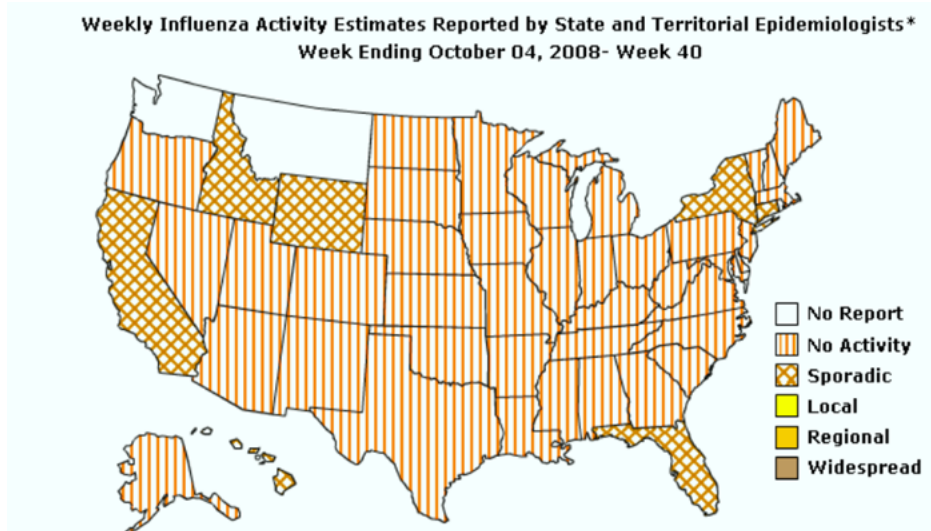 Weekly Influenza Activity Estimates Reported by State and Territorial Epidemiologists*
Week Ending October 04, 2008- Week 40
No Report
No Activity
Sporadic
Local
Regional
Widespread